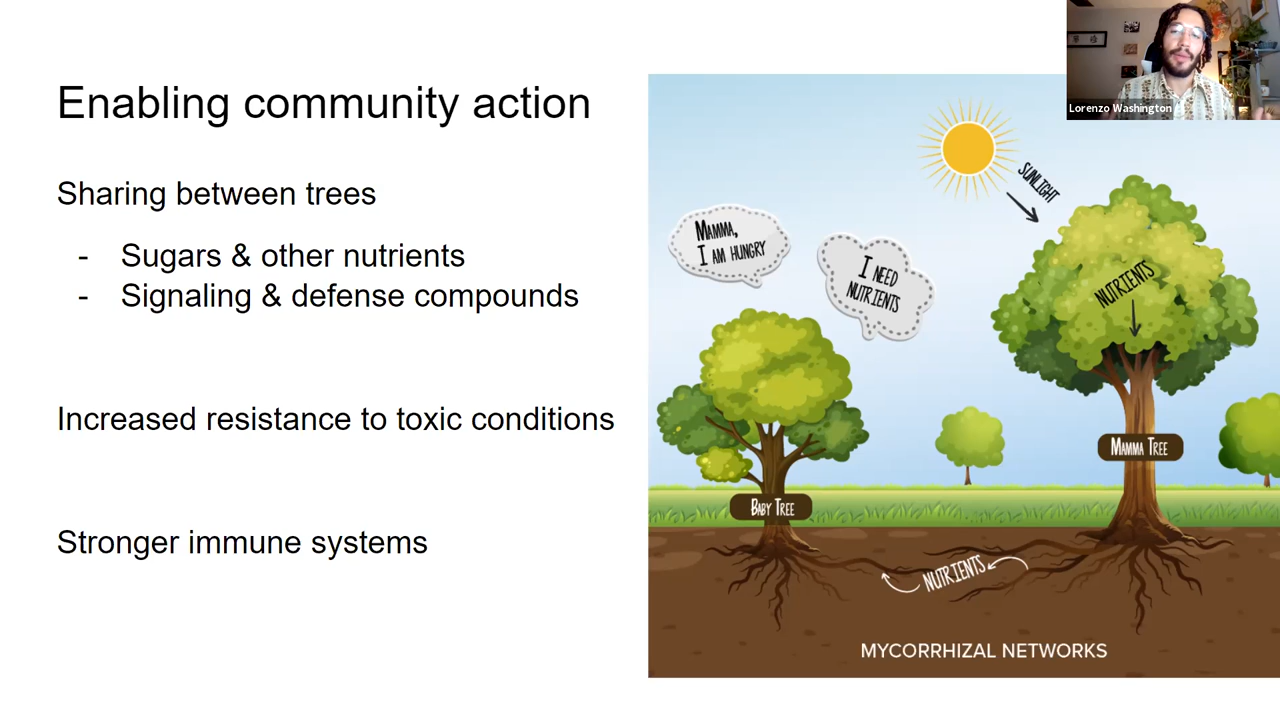 Enabling community action
Sharing between trees
- Sugars & other nutrients
- Signaling & defense compounds
Increased resistance to toxic conditions
Stronger immune systems
Lorenzo Washington
SUNLIGHT
MAMMA,
I AM HUNGRY
I NEED
NUTRIENTS
NUTRIENTS
MAMMA TREE
BABY TREE
NUTRIENTS
MYCORRHIZAL NETWORKS